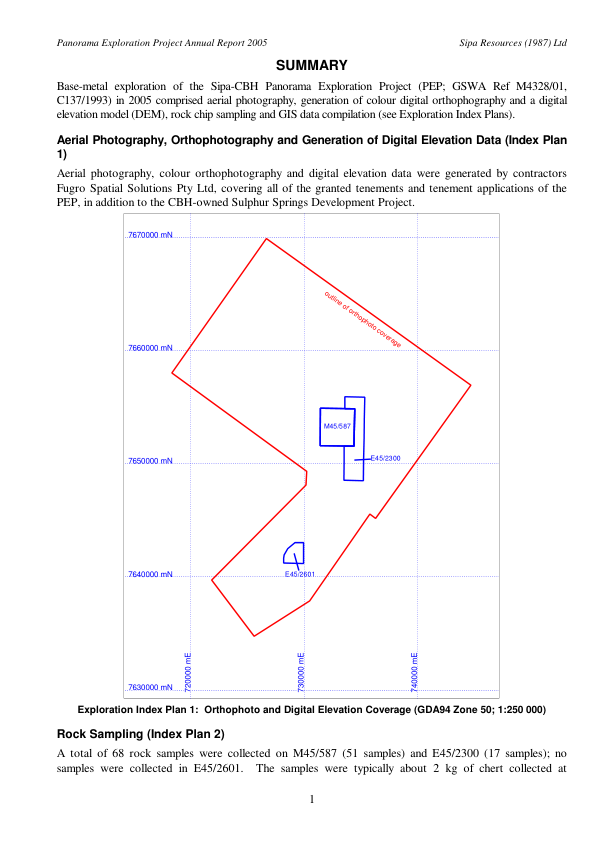 Panorama Exploration Project Annual Report 2005 Sipa Resources (1987) Ltd
SUMMARY
Base-metal exploration of the Sipa-CBH Panorama Exploration Project (PEP; GSWA Ref M4328/01,
C137/1993) in 2005 comprised aerial photography, generation of colour digital orthophography and a digital
elevation model (DEM), rock chip sampling and GIS data compilation (see Exploration Index Plans).
Aerial Photography, Orthophotography and Generation of Digital Elevation Data (Index Plan
1)
Aerial photography, colour orthophotography and digital elevation data were generated by contractors
Fugro Spatial Solutions Pty Ltd, covering all of the granted tenements and tenement applications of the
PEP, in addition to the CBH-owned Sulphur Springs Development Project.
7670000 mN
outline of orthophoto coverage
7660000 mN
M45/587
E45/2300
7650000 mN
7640000 mN
E45/2601
720000 mE
730000 mE
740000 mE
7630000 mN
Exploration Index Plan 1: Orthophoto and Digital Elevation Coverage (GDA94 Zone 50; 1:250 000)
Rock Sampling (Index Plan 2)
A total of 68 rock samples were collected on M45/587 (51 samples) and E45/2300 (17 samples); no
samples were collected in E45/2601. The samples were typically about 2 kg of chert collected at
1